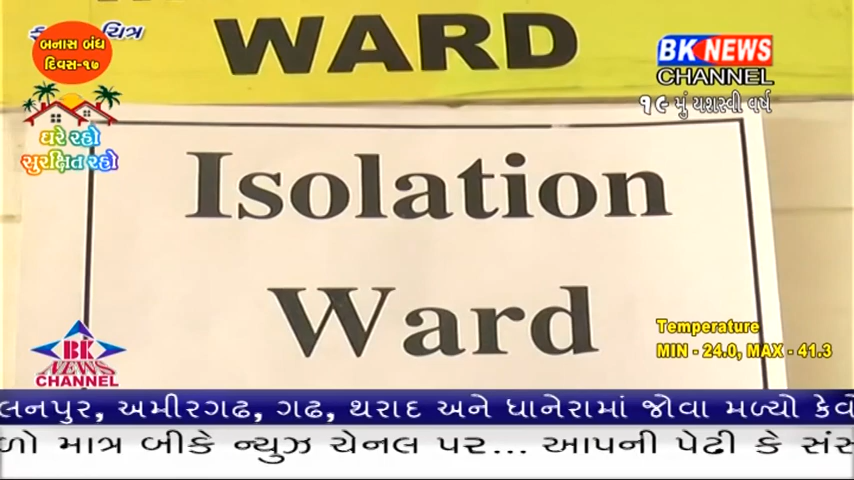 WARD
ચિત્ર
બનાસ બંધ
દિવસ-૧૭
ઘરે રહો
સુરક્ષિત રહો
BK NEWS
CHANNEL
૧૯ મું યશસ્વી વર્ષ
Isolation
Ward
Temperature
MIN - 24.0, MAX - 41.3
BK
NEWS
CHANNEL
લનપુર, અમીરગઢ, ગઢ, થરાદ અને ધાનેરામાં જોવા મળ્યો કેવો
ળો માત્ર બીકે ન્યુઝ ચેનલ પર... આપની પેઢી કે સંસ